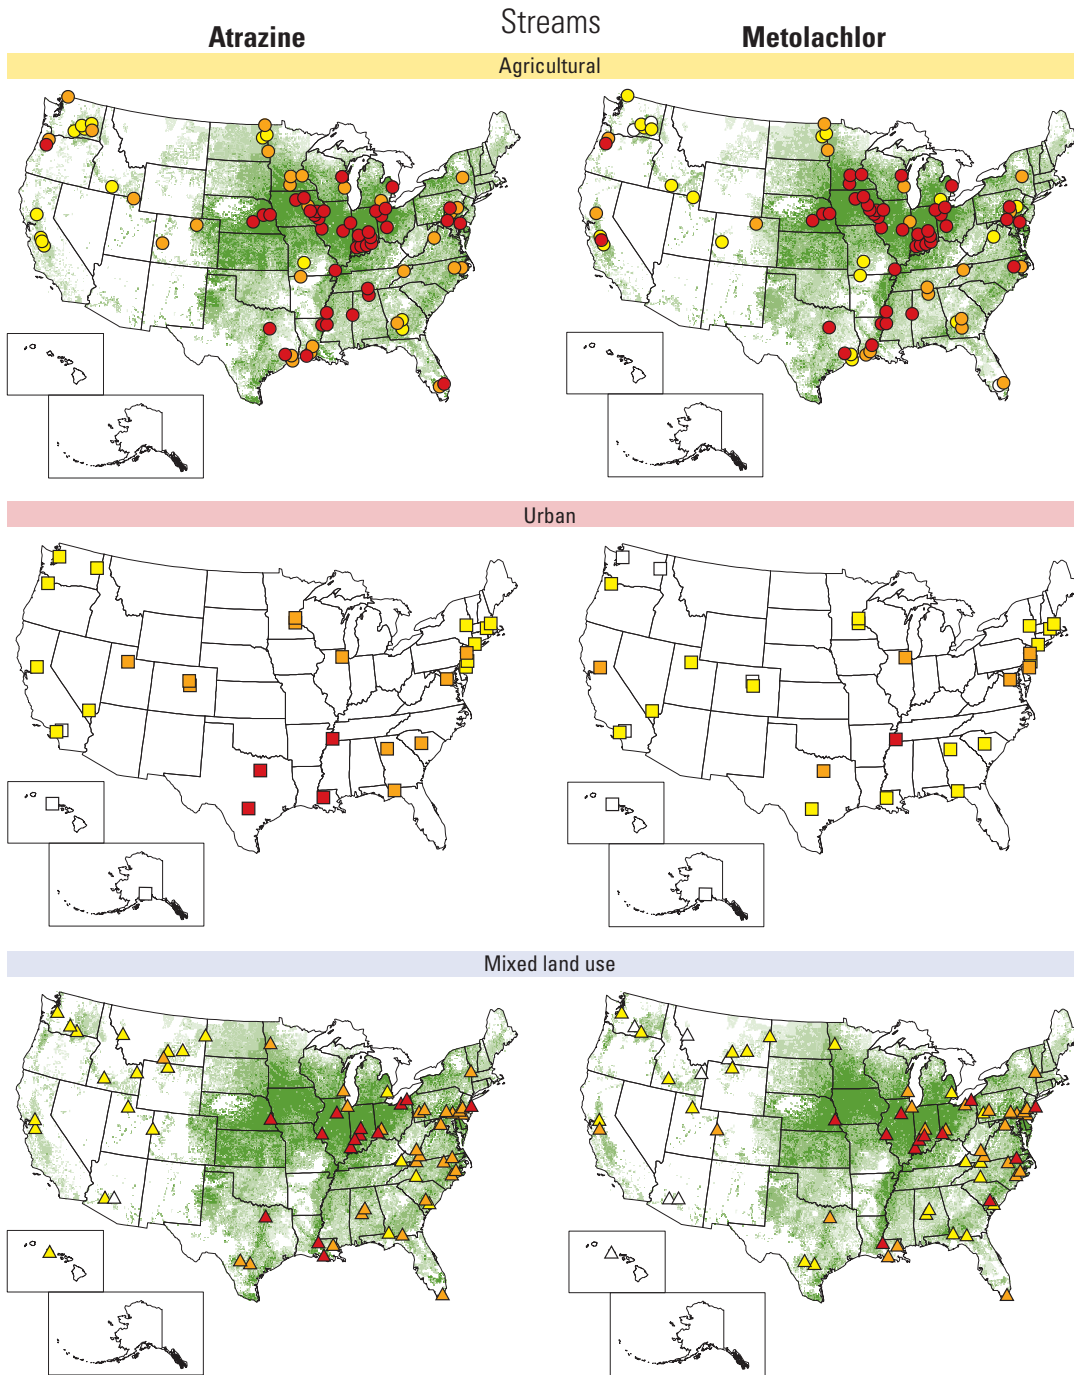 Streams
Atrazine Metolachlor
Agricultural
Urban
Mixed land use